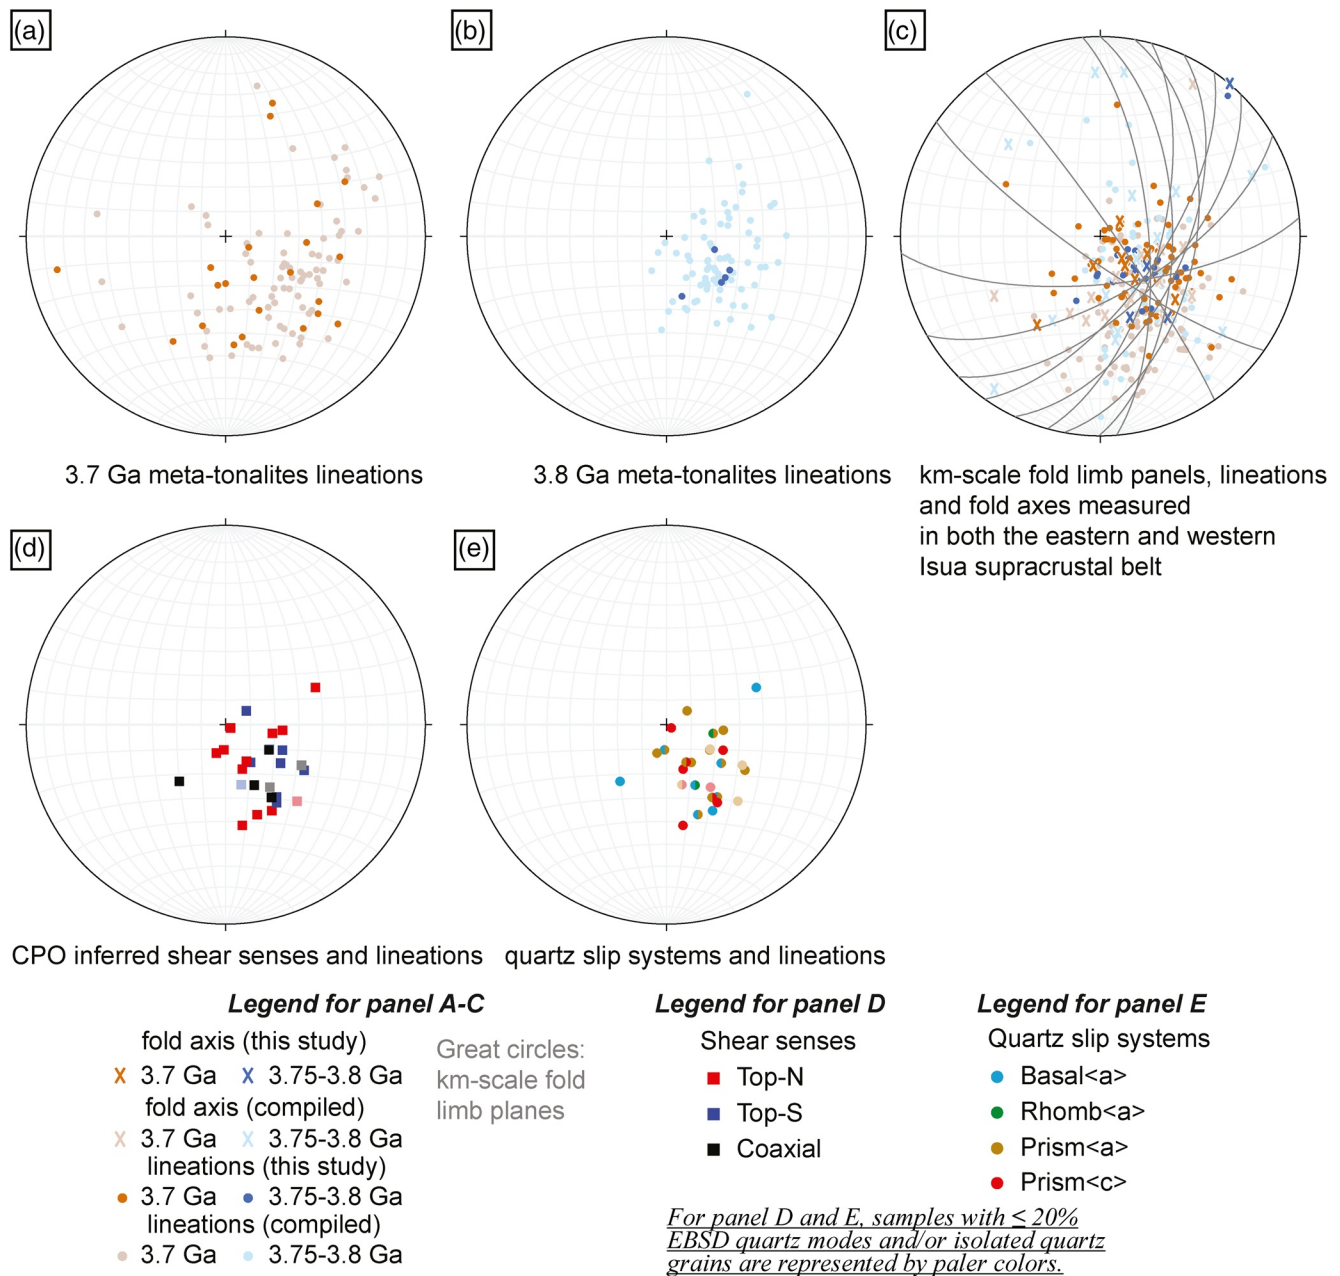 (a)
(b)
(c)
3.7 Ga meta-tonalites lineations
3.8 Ga meta-tonalites lineations
km-scale fold limb panels, lineations
and fold axes measured
in both the eastern and western
Isua supracrustal belt
(d)
(e)
CPO inferred shear senses and lineations
quartz slip systems and lineations
Legend for panel A-C
fold axis (this study)
X 3.7 Ga X 3.75-3.8 Ga
fold axis (compiled)
X 3.7 Ga X 3.75-3.8 Ga
lineations (this study)
3.7 Ga 3.75-3.8 Ga
lineations (compiled)
3.7 Ga 3.75-3.8 Ga
Great circles:
km-scale fold
limb planes
Legend for panel D
Shear senses
Top-N
Top-S
Coaxial
Legend for panel E
Quartz slip systems
Basal<a>
Rhomb<a>
Prism<a>
Prism<c>
For panel D and E, samples with ≤ 20%
EBSD quartz modes and/or isolated quartz
grains are represented by paler colors.